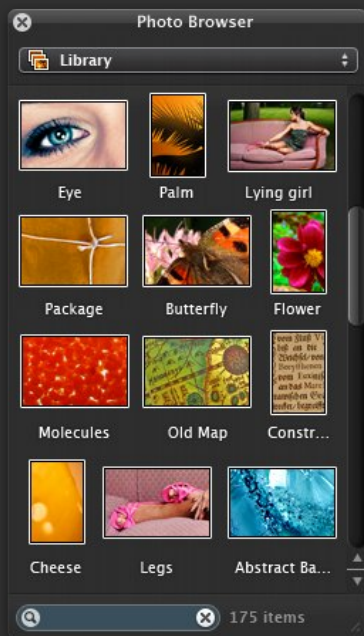 Photo Browser
Library
Eye
Palm
Lying girl
Package
Butterfly
Flower
Molecules
Old Map
Constr...
Cheese
Legs
Abstract Ba...
175 items